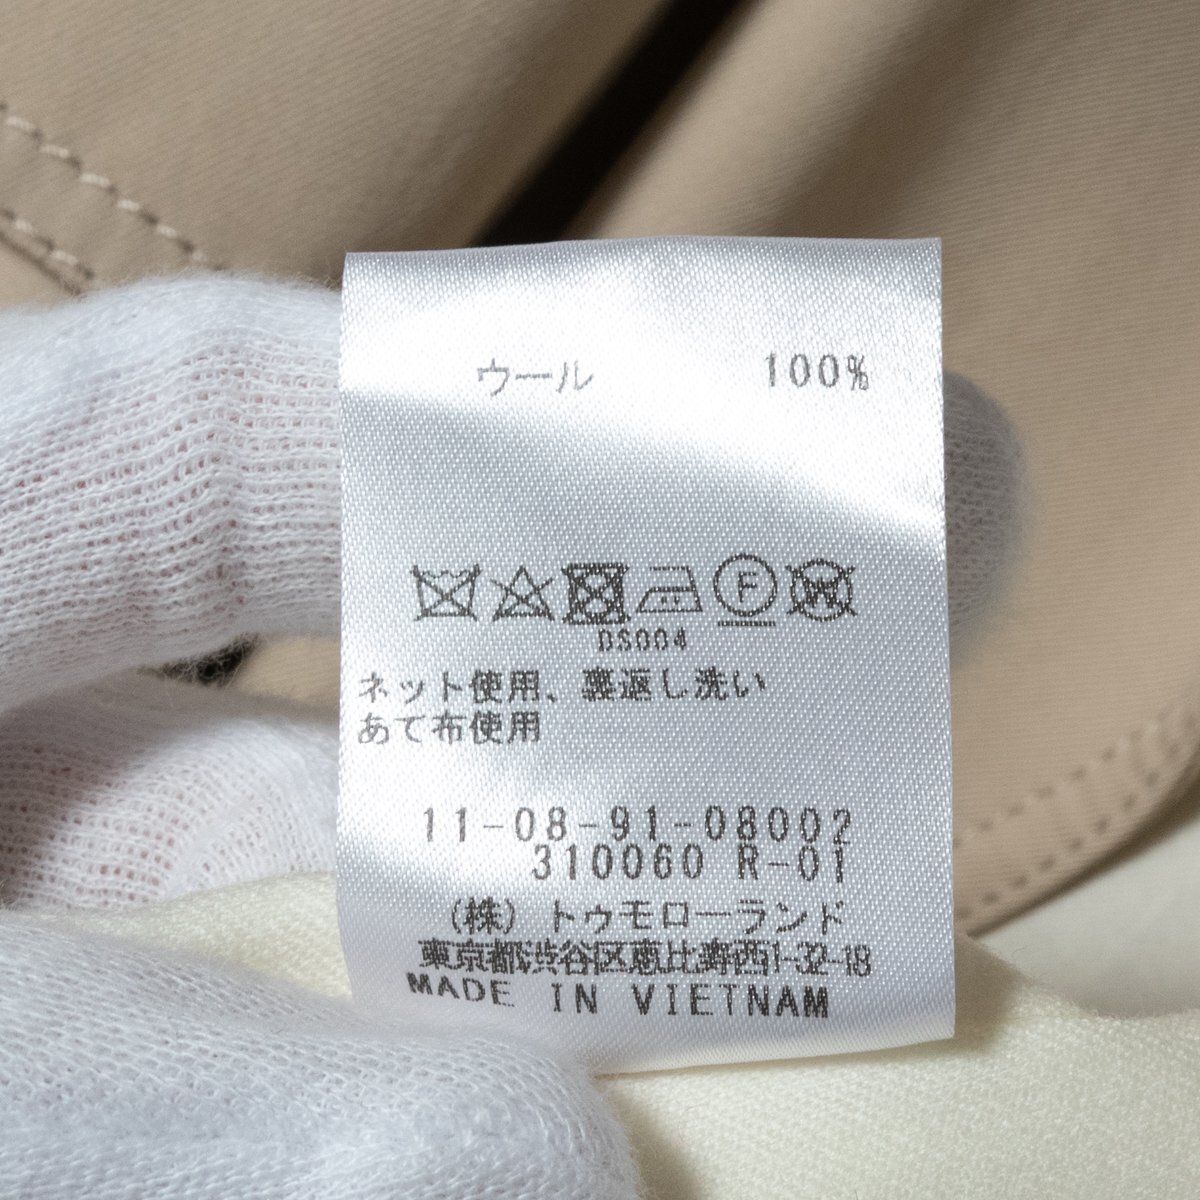 ウール 100%
F
DS004
ネット使用、裏返し洗い
あて布使用
11-08-91-08002
310060 R-01
(株) トゥモローランド
東京都渋谷区恵比寿西1-32-18
MADE IN VIETNAM